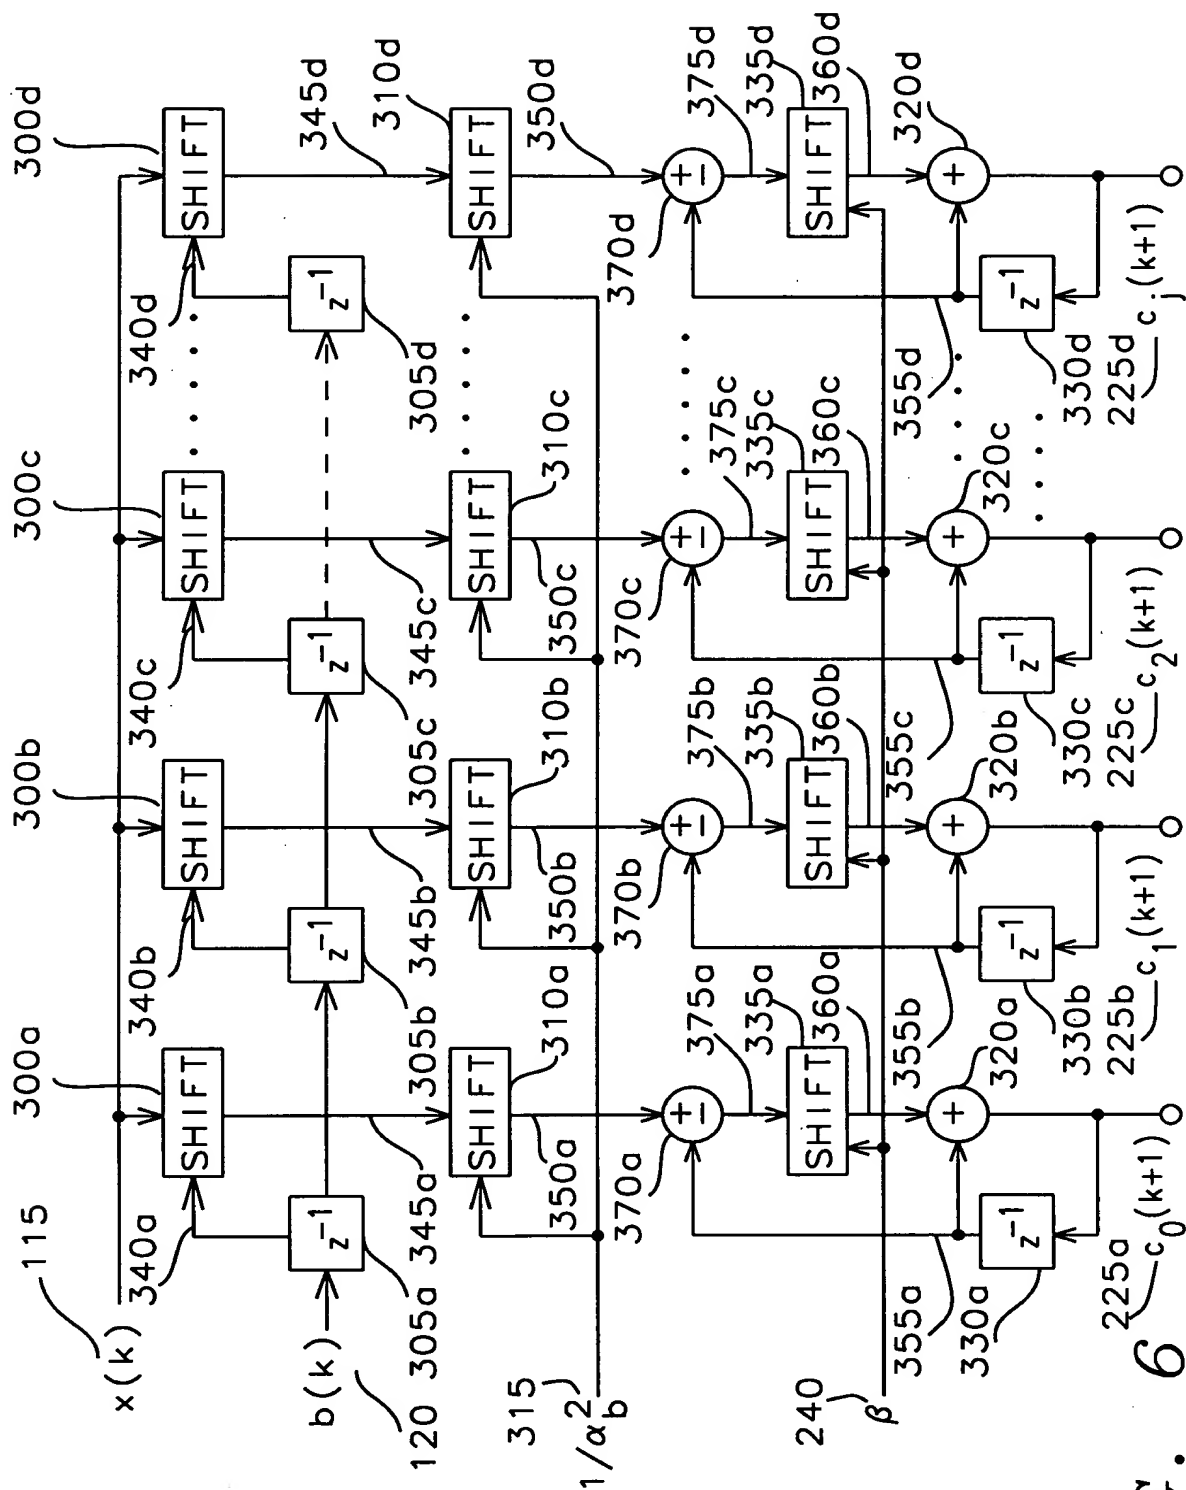 115 300a 300b 300c 300d
x(k) 340a 340b 340c 340d
SHIFT SHIFT SHIFT SHIFT
b(k) z⁻¹ z⁻¹ z⁻¹ z⁻¹
120 305a 345a 305b 345b 305c 345c 305d 345d 310d
SHIFT SHIFT SHIFT SHIFT
315 350a 310a 350b 310b 350c 310c 350d
1/α²b
370a 370b 370c 370d
+− +− +− +−
375a 375b 375c 375d
335a 335b 335c 335d
240 SHIFT SHIFT SHIFT SHIFT
360a 360b 360c 360d
β
355a 355b 355c 355d
+ + + +
330a 320a 320b 320c 320d
z⁻¹ z⁻¹ z⁻¹ z⁻¹
330b 330c 330d
225a 225b 225c 225d
c₀(k+1) c₁(k+1) c₂(k+1) cⱼ(k+1)
6